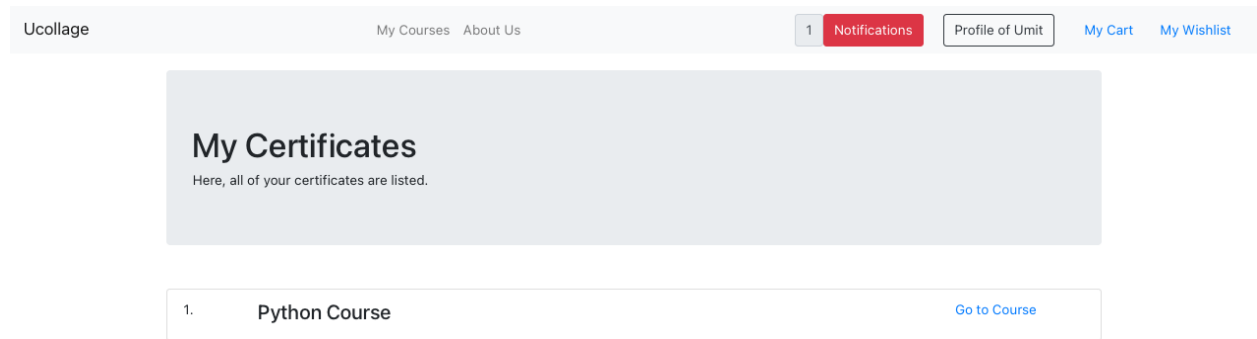 Ucollage My Courses About Us 1 Notifications Profile of Umit My Cart My Wishlist
My Certificates
Here, all of your certificates are listed.
1. Python Course Go to Course